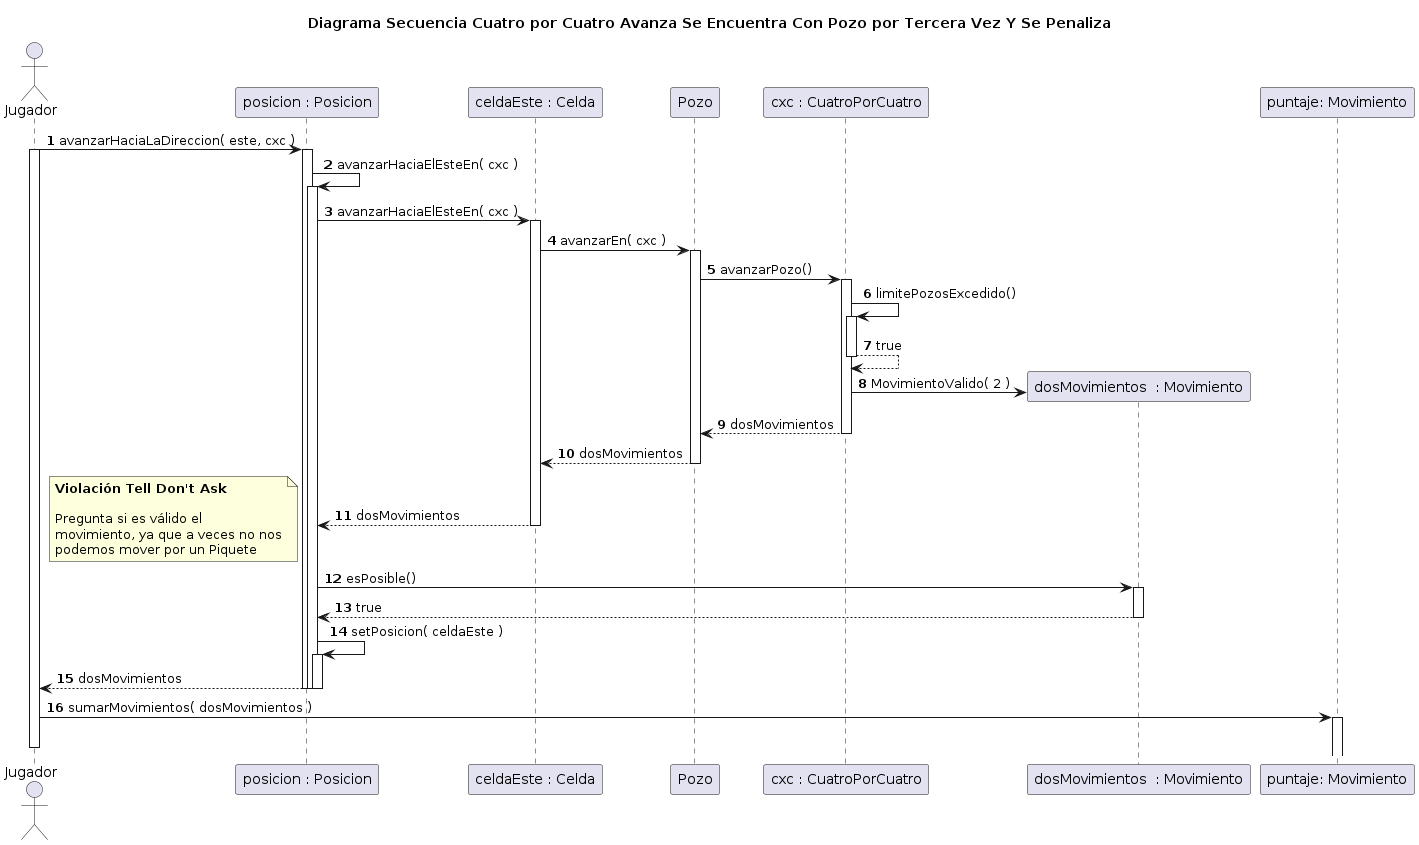 Diagrama Secuencia Cuatro por Cuatro Avanza Se Encuentra Con Pozo por Tercera Vez Y Se Penaliza
Jugador
posicion : Posicion
celdaEste : Celda
Pozo
cxc : CuatroPorCuatro
puntaje: Movimiento
1 avanzarHaciaLaDireccion( este, cxc )
2 avanzarHaciaElEsteEn( cxc )
3 avanzarHaciaElEsteEn( cxc )
4 avanzarEn( cxc )
5 avanzarPozo()
6 limitePozosExcedido()
7 true
8 MovimientoValido( 2 )
dosMovimientos  : Movimiento
9 dosMovimientos
10 dosMovimientos
Violación Tell Don't Ask
Pregunta si es válido el
movimiento, ya que a veces no nos
podemos mover por un Piquete
11 dosMovimientos
12 esPosible()
13 true
14 setPosicion( celdaEste )
15 dosMovimientos
16 sumarMovimientos( dosMovimientos )
Jugador
posicion : Posicion
celdaEste : Celda
Pozo
cxc : CuatroPorCuatro
dosMovimientos  : Movimiento
puntaje: Movimiento